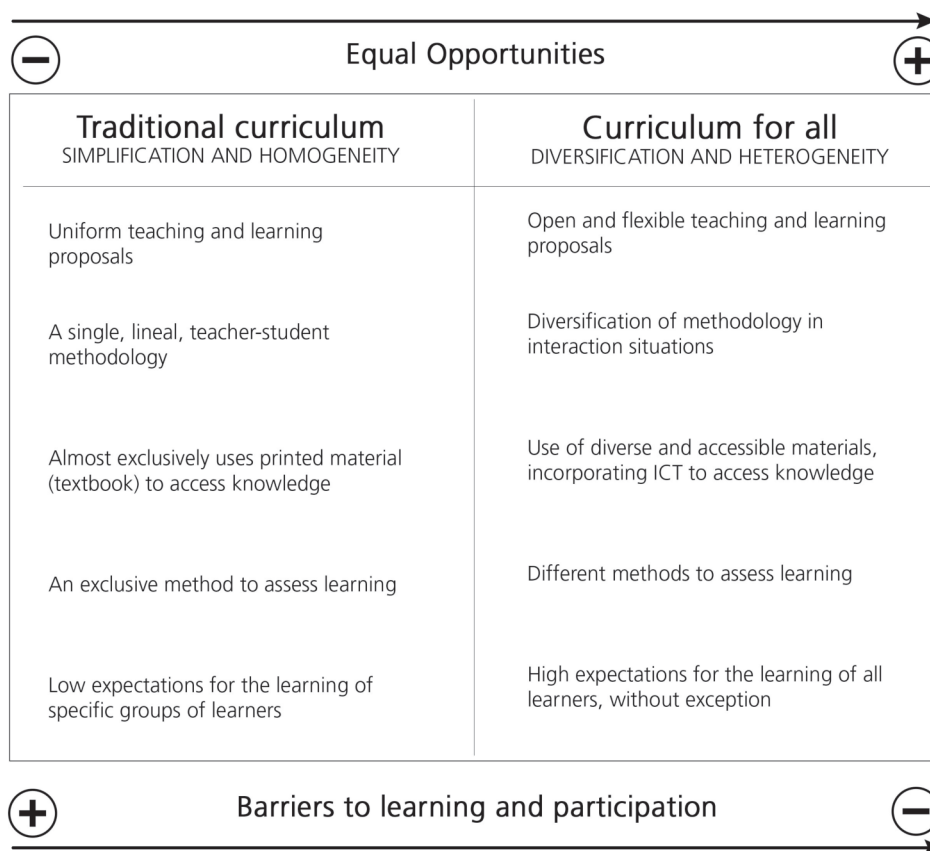 Equal Opportunities
Traditional curriculum
SIMPLIFICATION AND HOMOGENEITY
Curriculum for all
DIVERSIFICATION AND HETEROGENEITY
Uniform teaching and learning
proposals
Open and flexible teaching and learning
proposals
A single, lineal, teacher-student
methodology
Diversification of methodology in
interaction situations
Almost exclusively uses printed material
(textbook) to access knowledge
Use of diverse and accessible materials,
incorporating ICT to access knowledge
An exclusive method to assess learning
Different methods to assess learning
Low expectations for the learning of
specific groups of learners
High expectations for the learning of all
learners, without exception
Barriers to learning and participation